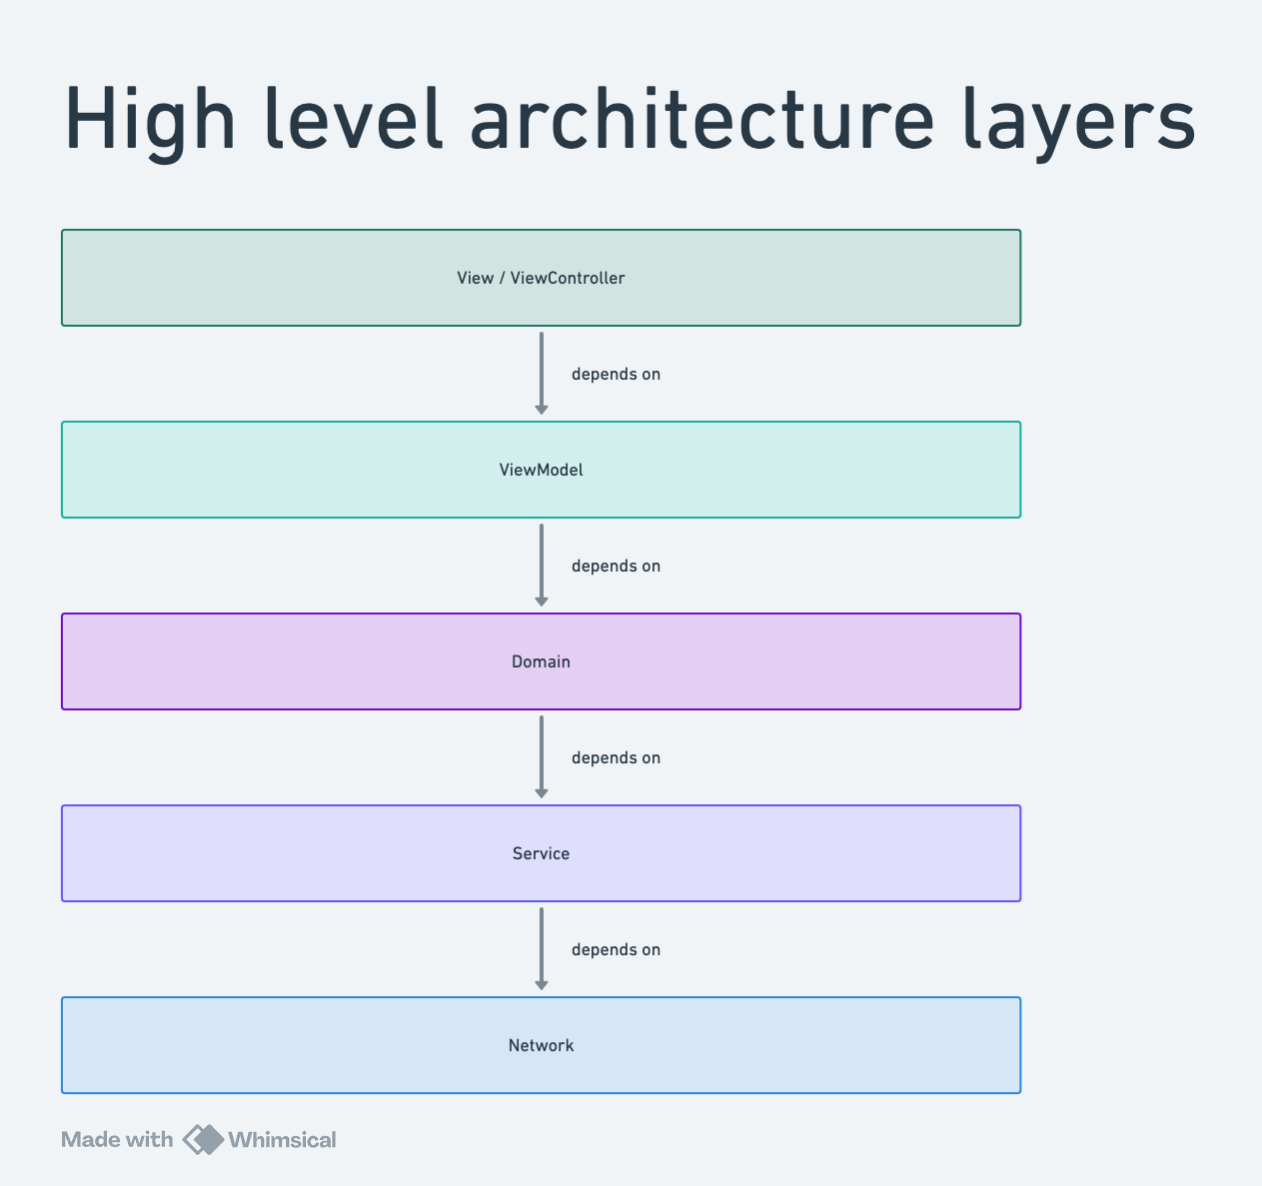 High level architecture layers
View / ViewController
depends on
ViewModel
depends on
Domain
depends on
Service
depends on
Network
Made with Whimsical